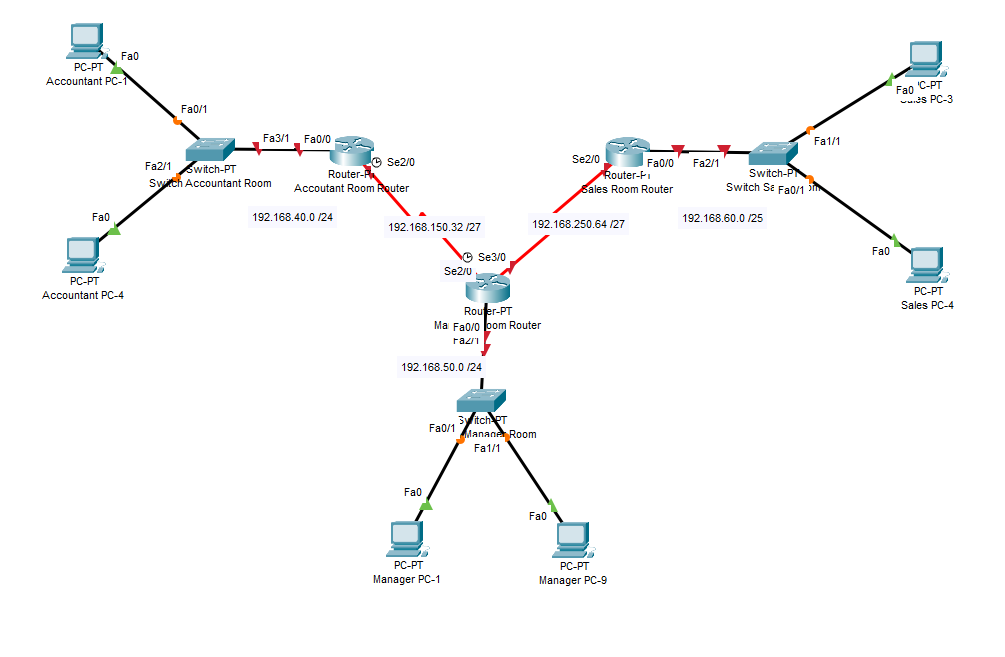 Fa0
PC-PT
Accountant PC-1
Fa0/1
Fa3/1
Fa0/0
Fa2/1
Switch-PT
Switch Accountant Room
Se2/0
Accountant Room Router
192.168.40.0 /24
Fa0
PC-PT
Accountant PC-4
192.168.150.32 /27
Se2/0
Fa0/0
Fa2/1
Sales Room Router
192.168.250.64 /27
192.168.60.0 /25
Fa0
PC-3
Fa1/1
Switch-PT
Fa0/1
Fa0
PC-PT
Sales PC-4
Se3/0
Se2/0
Router-PT
Router
Fa0/0
Fa2/1
192.168.50.0 /24
Switch-PT
Manager Room
Fa0/1
Fa1/1
Fa0
PC-PT
Manager PC-1
Fa0
PC-PT
Manager PC-9